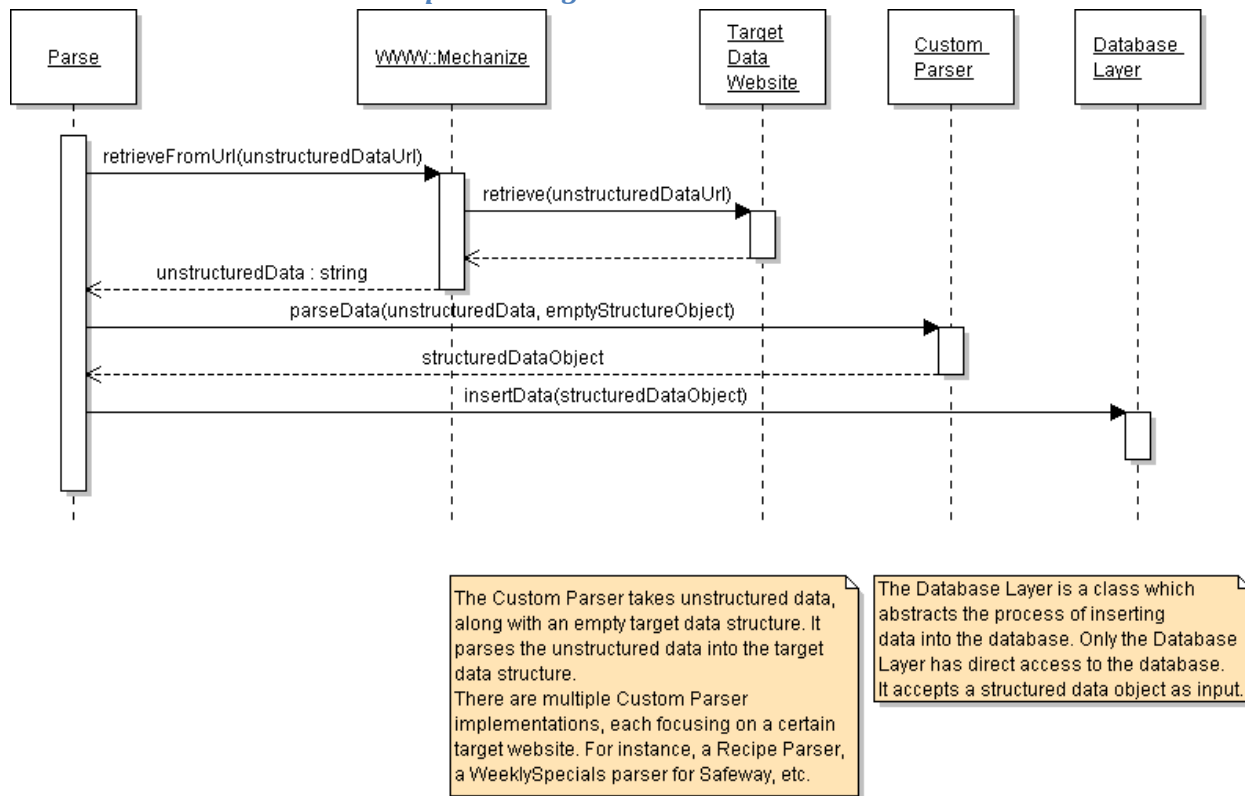 Parse
WWW::Mechanize
Target
Data
Website
Custom
Parser
Database
Layer
retrieveFromUrl(unstructuredDataUrl)
retrieve(unstructuredDataUrl)
unstructuredData : string
parseData(unstructuredData, emptyStructureObject)
structuredDataObject
insertData(structuredDataObject)
The Custom Parser takes unstructured data,
along with an empty target data structure. It
parses the unstructured data into the target
data structure.
There are multiple Custom Parser
implementations, each focusing on a certain
target website. For instance, a Recipe Parser,
a WeeklySpecials parser for Safeway, etc.
The Database Layer is a class which
abstracts the process of inserting
data into the database. Only the Database
Layer has direct access to the database.
It accepts a structured data object as input.